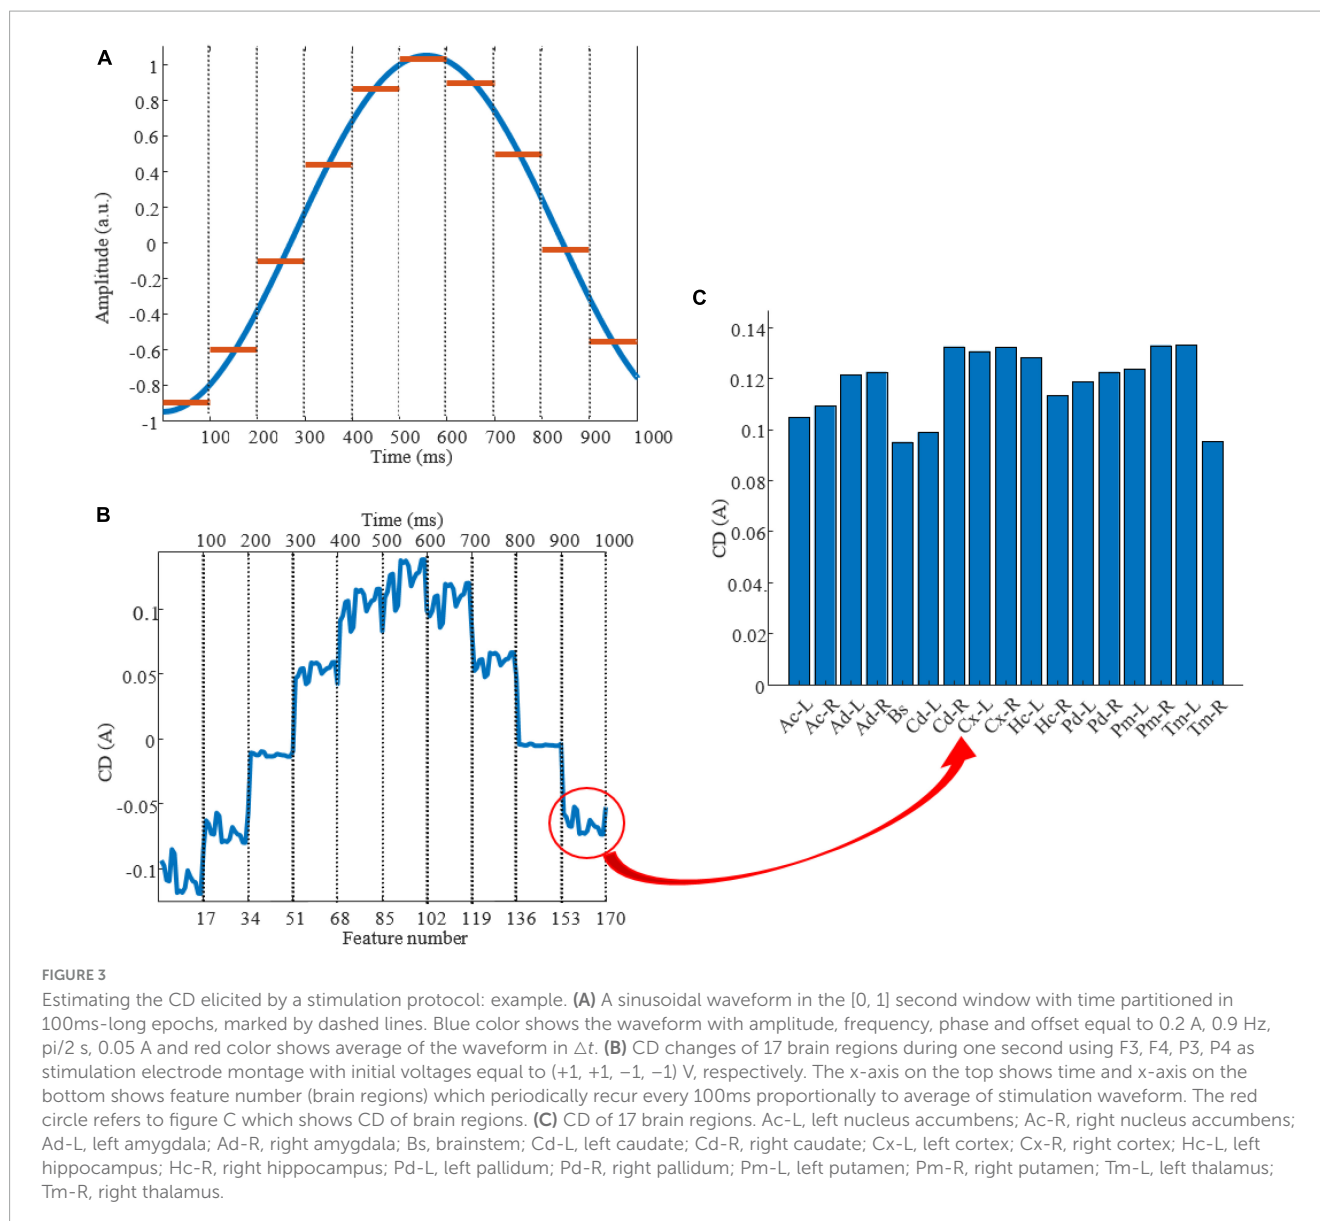 A
1
0.8
0.6
0.4
0.2
0
-0.2
-0.4
-0.6
-0.8
-1
Amplitude (a.u.)
100 200 300 400 500 600 700 800 900 1000
Time (ms)
B
Time (ms)
100 200 300 400 500 600 700 800 900 1000
0.1
0.05
0
-0.05
-0.1
CD (A)
17 34 51 68 85 102 119 136 153 170
Feature number
C
0.14
0.12
0.1
0.08
0.06
0.04
0.02
0
CD (A)
Ac-L Ac-R Ad-L Ad-R Bs Cd-L Cd-R Cx-L Cx-R Hc-L Hc-R Pd-L Pd-R Pm-L Pm-R Tm-L Tm-R
FIGURE 3
Estimating the CD elicited by a stimulation protocol: example. (A) A sinusoidal waveform in the [0, 1] second window with time partitioned in
100ms-long epochs, marked by dashed lines. Blue color shows the waveform with amplitude, frequency, phase and offset equal to 0.2 A, 0.9 Hz,
pi/2 s, 0.05 A and red color shows average of the waveform in △t. (B) CD changes of 17 brain regions during one second using F3, F4, P3, P4 as
stimulation electrode montage with initial voltages equal to (+1, +1, −1, −1) V, respectively. The x-axis on the top shows time and x-axis on the
bottom shows feature number (brain regions) which periodically recur every 100ms proportionally to average of stimulation waveform. The red
circle refers to figure C which shows CD of brain regions. (C) CD of 17 brain regions. Ac-L, left nucleus accumbens; Ac-R, right nucleus accumbens;
Ad-L, left amygdala; Ad-R, right amygdala; Bs, brainstem; Cd-L, left caudate; Cd-R, right caudate; Cx-L, left cortex; Cx-R, right cortex; Hc-L, left
hippocampus; Hc-R, right hippocampus; Pd-L, left pallidum; Pd-R, right pallidum; Pm-L, left putamen; Pm-R, right putamen; Tm-L, left thalamus;
Tm-R, right thalamus.